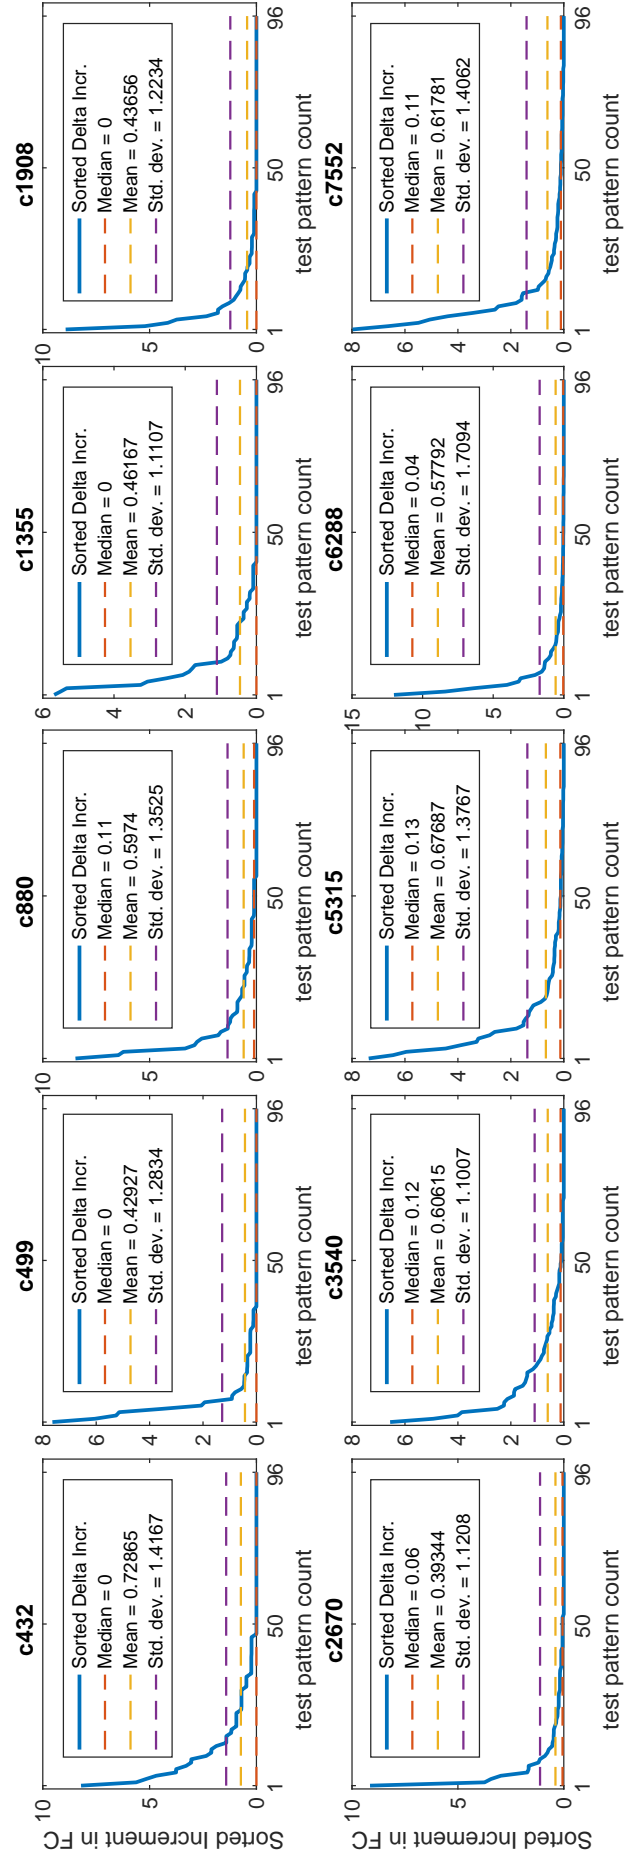 c432
Sorted Increment in FC
10
5
0
Sorted Delta Incr.
Median = 0
Mean = 0.72865
Std. dev. = 1.4167
1
50
96
test pattern count
c499
8
6
4
2
0
Sorted Delta Incr.
Median = 0
Mean = 0.42927
Std. dev. = 1.2834
1
50
96
test pattern count
c880
10
5
0
Sorted Delta Incr.
Median = 0.11
Mean = 0.5974
Std. dev. = 1.3525
1
50
96
test pattern count
c1355
6
4
2
0
Sorted Delta Incr.
Median = 0
Mean = 0.46167
Std. dev. = 1.1107
1
50
96
test pattern count
c1908
10
5
0
Sorted Delta Incr.
Median = 0
Mean = 0.43656
Std. dev. = 1.2234
1
50
96
test pattern count
c2670
Sorted Increment in FC
10
5
0
Sorted Delta Incr.
Median = 0.06
Mean = 0.39344
Std. dev. = 1.1208
1
50
96
test pattern count
c3540
8
6
4
2
0
Sorted Delta Incr.
Median = 0.12
Mean = 0.60615
Std. dev. = 1.1007
1
50
96
test pattern count
c5315
8
6
4
2
0
Sorted Delta Incr.
Median = 0.13
Mean = 0.67687
Std. dev. = 1.3767
1
50
96
test pattern count
c6288
15
10
5
0
Sorted Delta Incr.
Median = 0.04
Mean = 0.57792
Std. dev. = 1.7094
1
50
96
test pattern count
c7552
8
6
4
2
0
Sorted Delta Incr.
Median = 0.11
Mean = 0.61781
Std. dev. = 1.4062
1
50
96
test pattern count